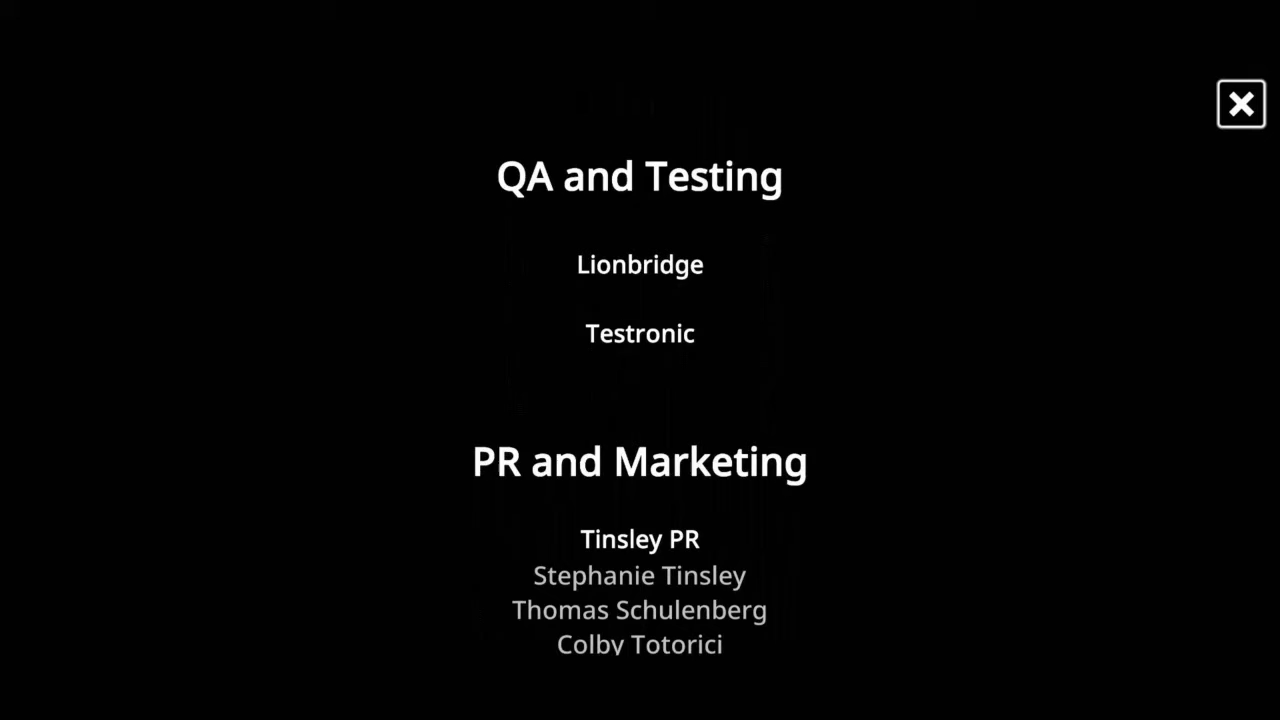 QA and Testing
Lionbridge
Testronic
PR and Marketing
Tinsley PR
Stephanie Tinsley
Thomas Schulenberg
Colby Totorici